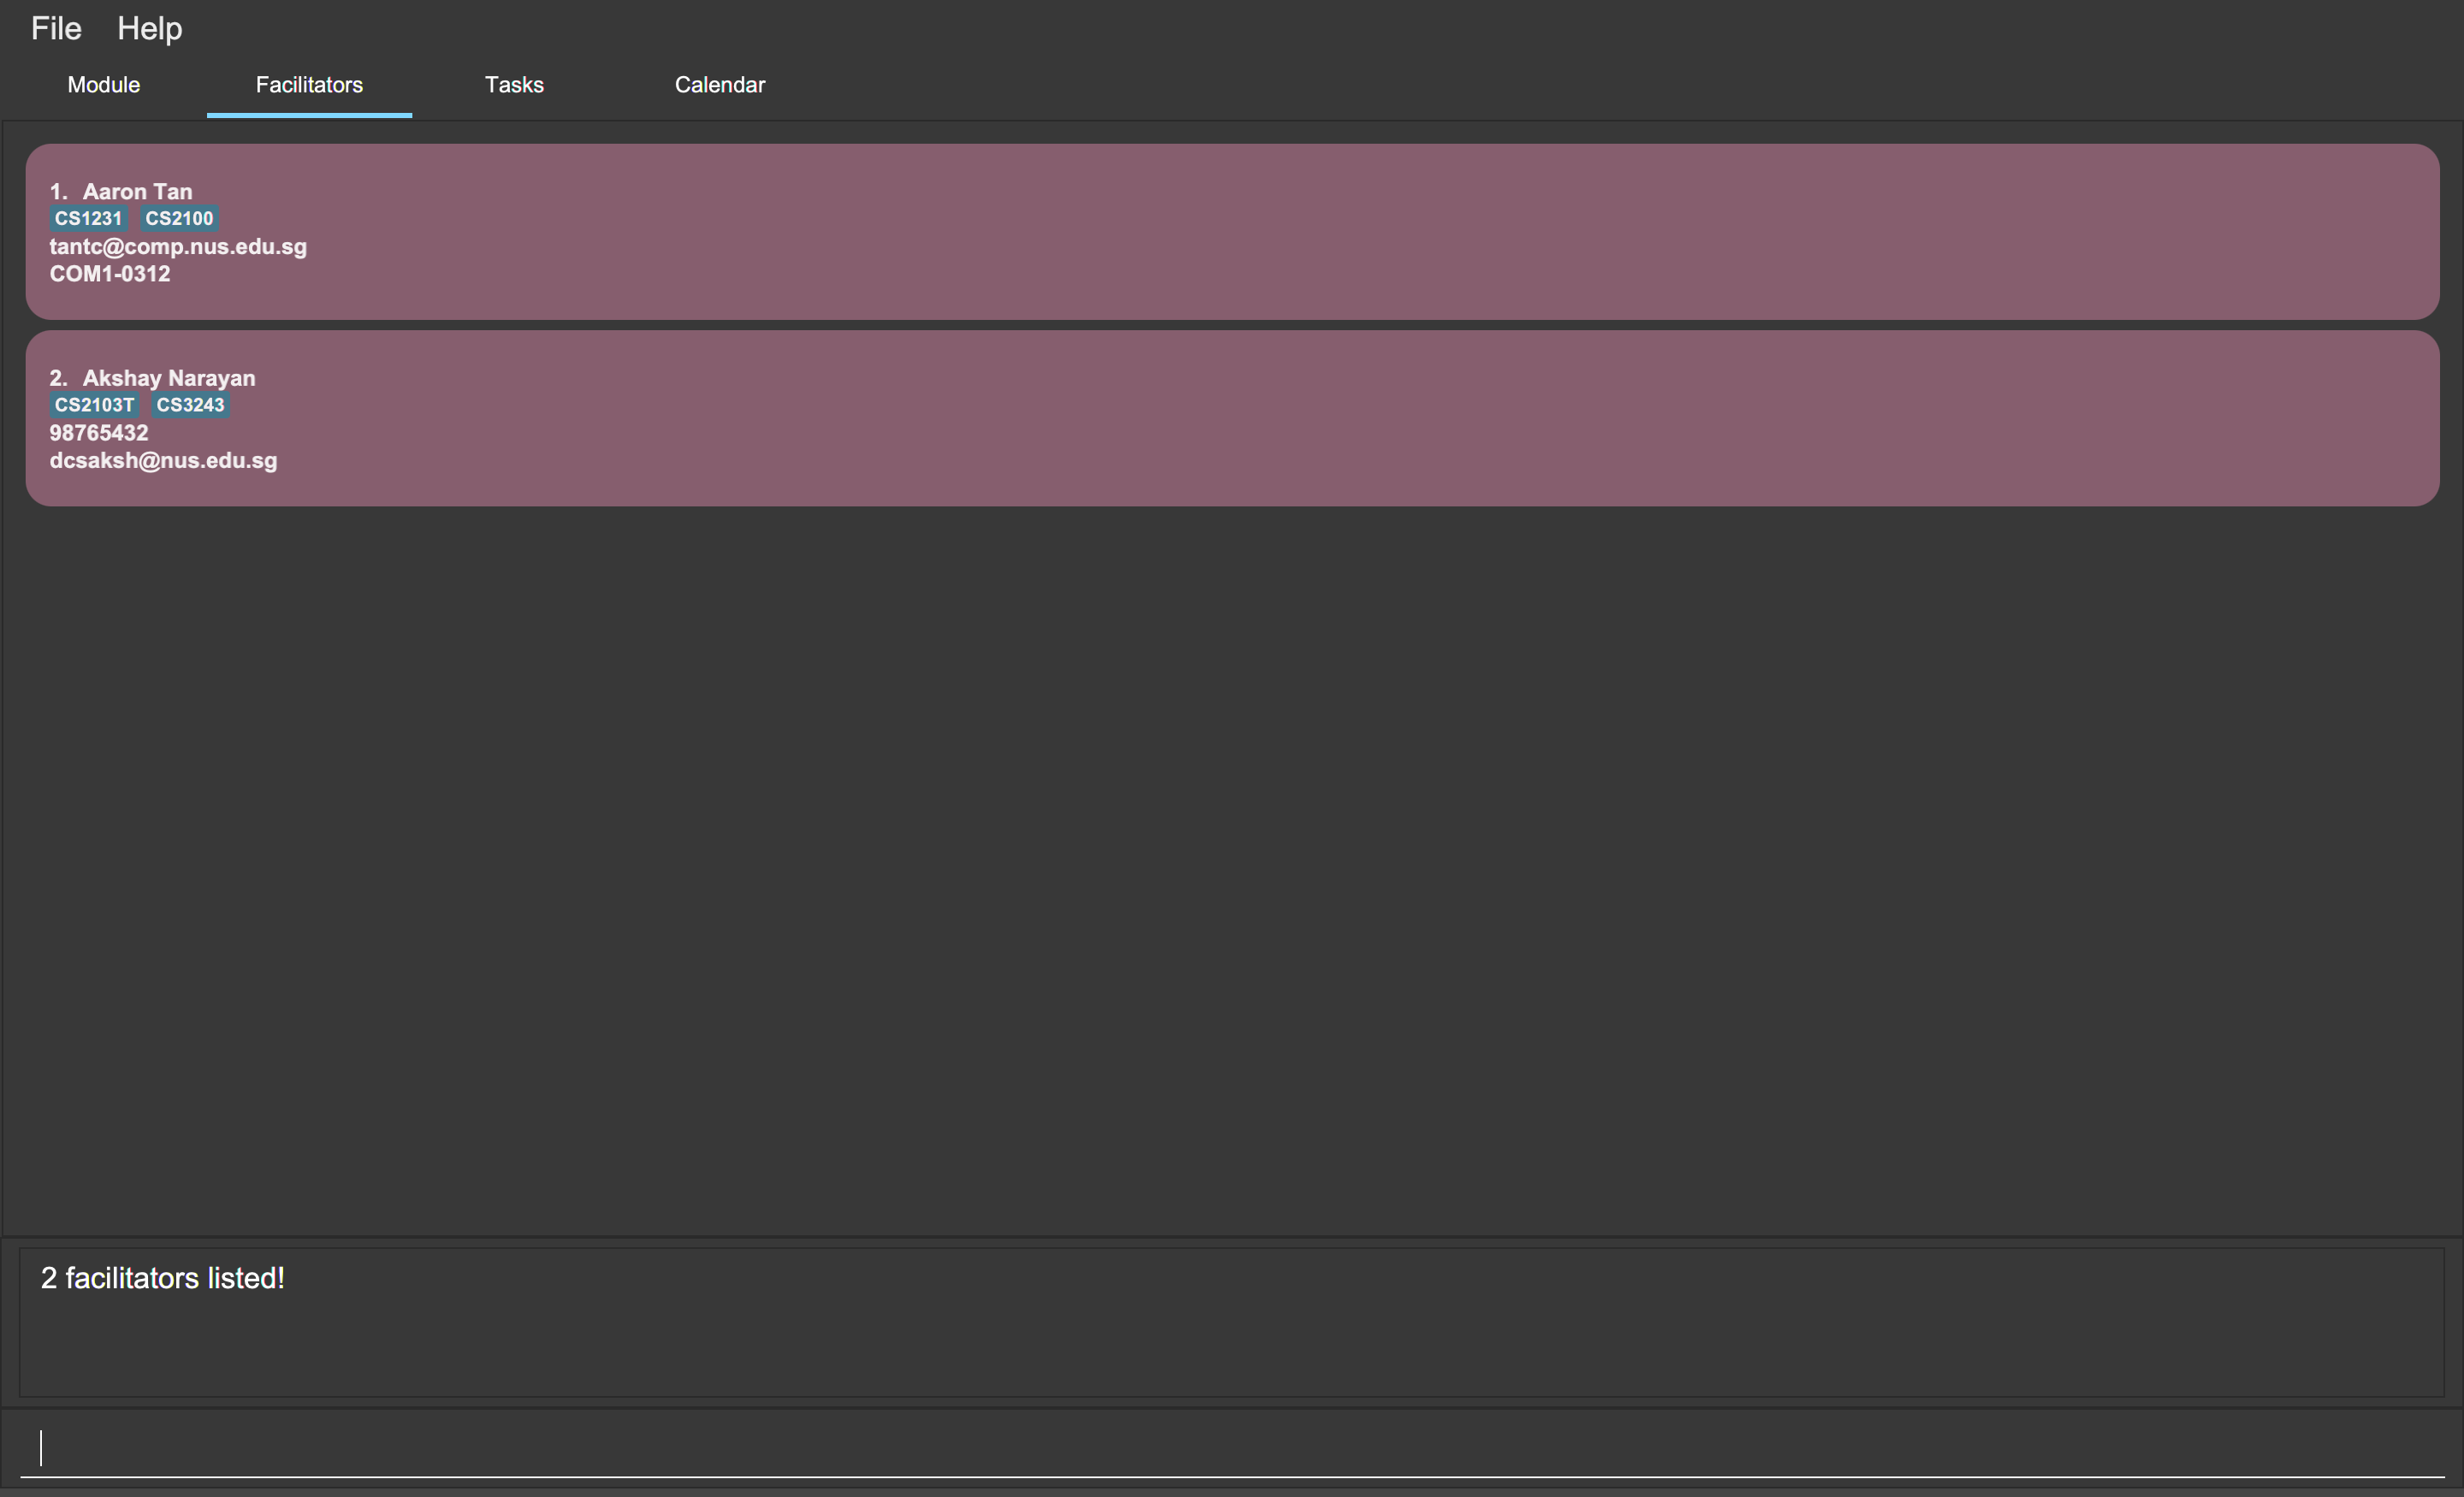 File Help
Module Facilitators Tasks Calendar
1. Aaron Tan
CS1231 CS2100
tantc@comp.nus.edu.sg
COM1-0312
2. Akshay Narayan
CS2103T CS3243
98765432
dcsaksh@nus.edu.sg
2 facilitators listed!